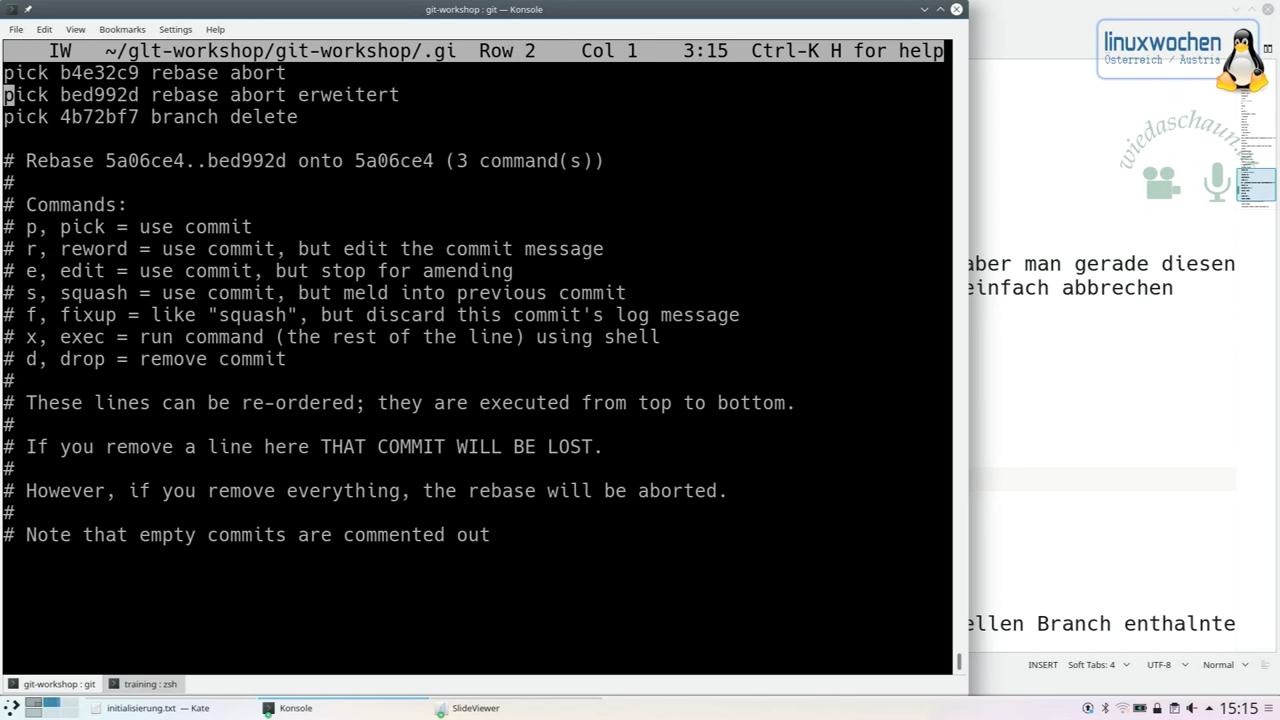 git-workshop : git — Konsole
File Edit View Bookmarks Settings Help
IW ~/glt-workshop/git-workshop/.gi Row 2 Col 1 3:15 Ctrl-K H for help
pick b4e32c9 rebase abort
pick bed992d rebase abort erweitert
pick 4b72bf7 branch delete
# Rebase 5a06ce4..bed992d onto 5a06ce4 (3 command(s))
#
# Commands:
# p, pick = use commit
# r, reword = use commit, but edit the commit message
# e, edit = use commit, but stop for amending
# s, squash = use commit, but meld into previous commit
# f, fixup = like "squash", but discard this commit's log message
# x, exec = run command (the rest of the line) using shell
# d, drop = remove commit
#
# These lines can be re-ordered; they are executed from top to bottom.
#
# If you remove a line here THAT COMMIT WILL BE LOST.
#
# However, if you remove everything, the rebase will be aborted.
#
# Note that empty commits are commented out
git-workshop : git training : zsh
linuxwochen
Österreich / Austria
wiedaschaun.
aber man gerade diesen
einfach abbrechen
ellen Branch enthalnte
INSERT Soft Tabs: 4 UTF-8 Normal
initialisierung.txt — Kate Konsole SlideViewer 15:15